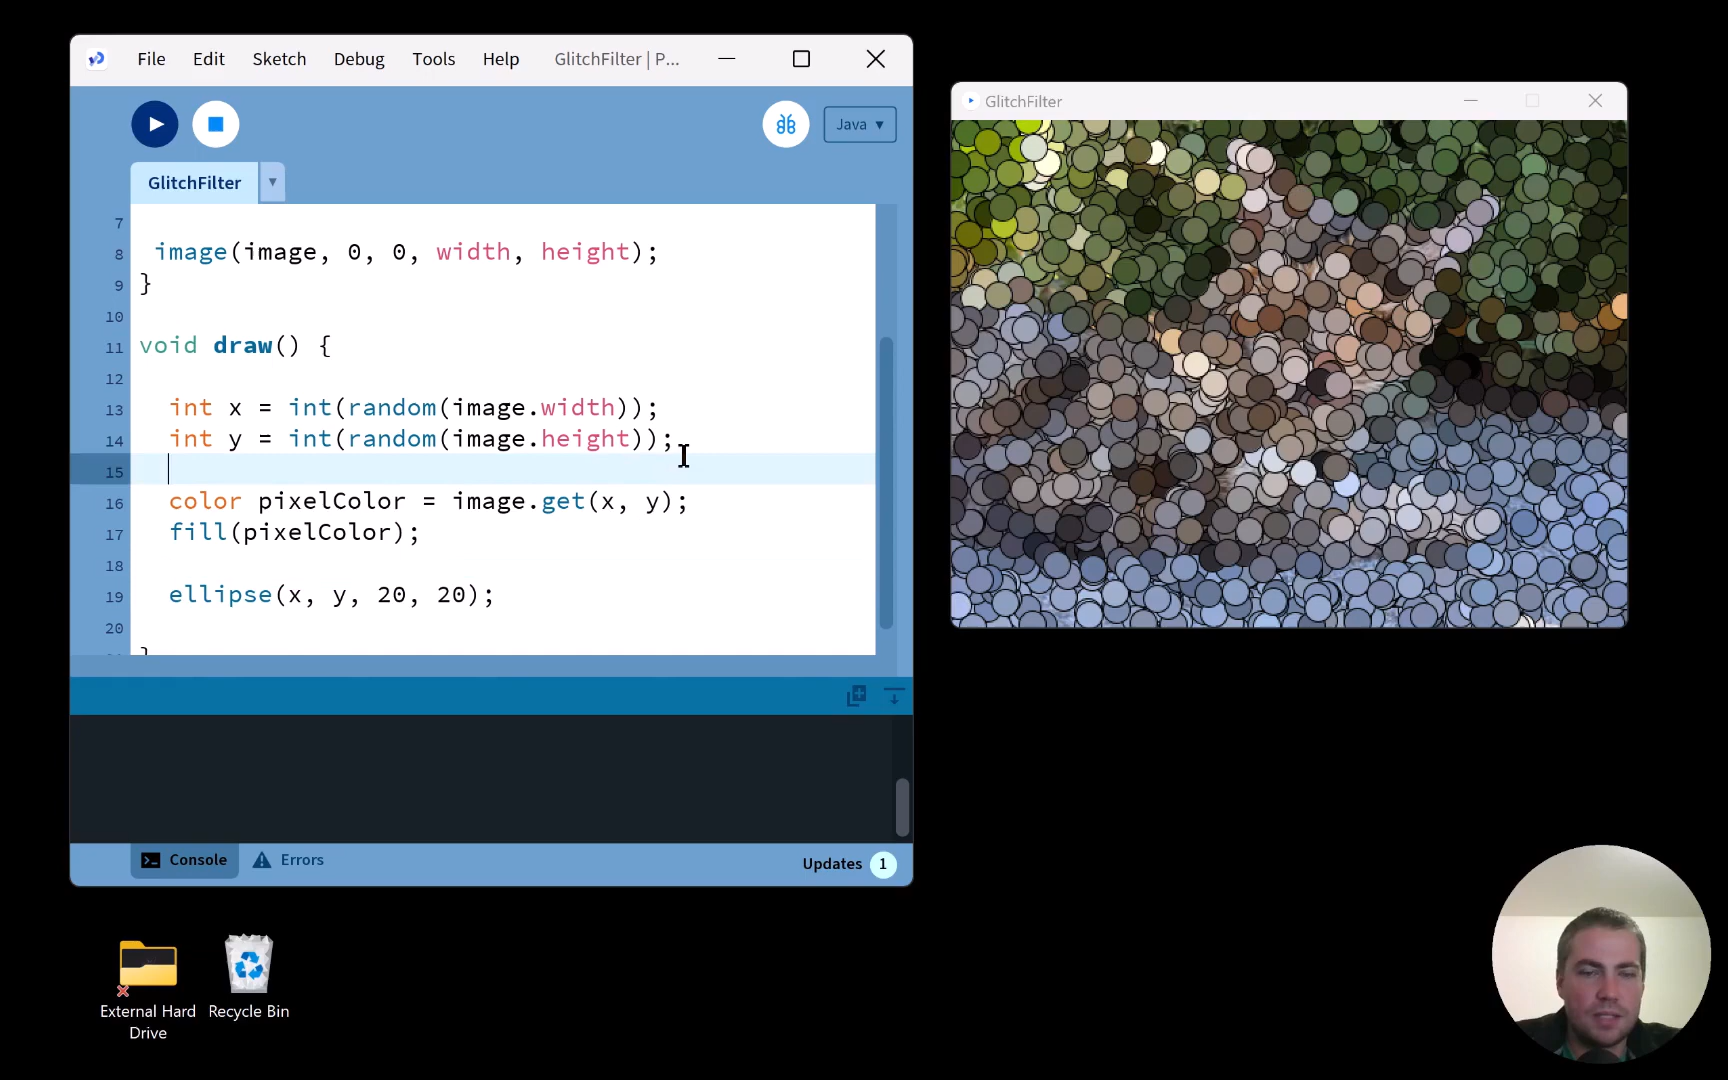 File Edit Sketch Debug Tools Help GlitchFilter | P...
Java ▾
GlitchFilter
7
8 image(image, 0, 0, width, height);
9 }
10
11 void draw() {
12
13 int x = int(random(image.width));
14 int y = int(random(image.height));
15
16 color pixelColor = image.get(x, y);
17 fill(pixelColor);
18
19 ellipse(x, y, 20, 20);
20
}
Console Errors
Updates 1
GlitchFilter
External Hard
Drive
Recycle Bin